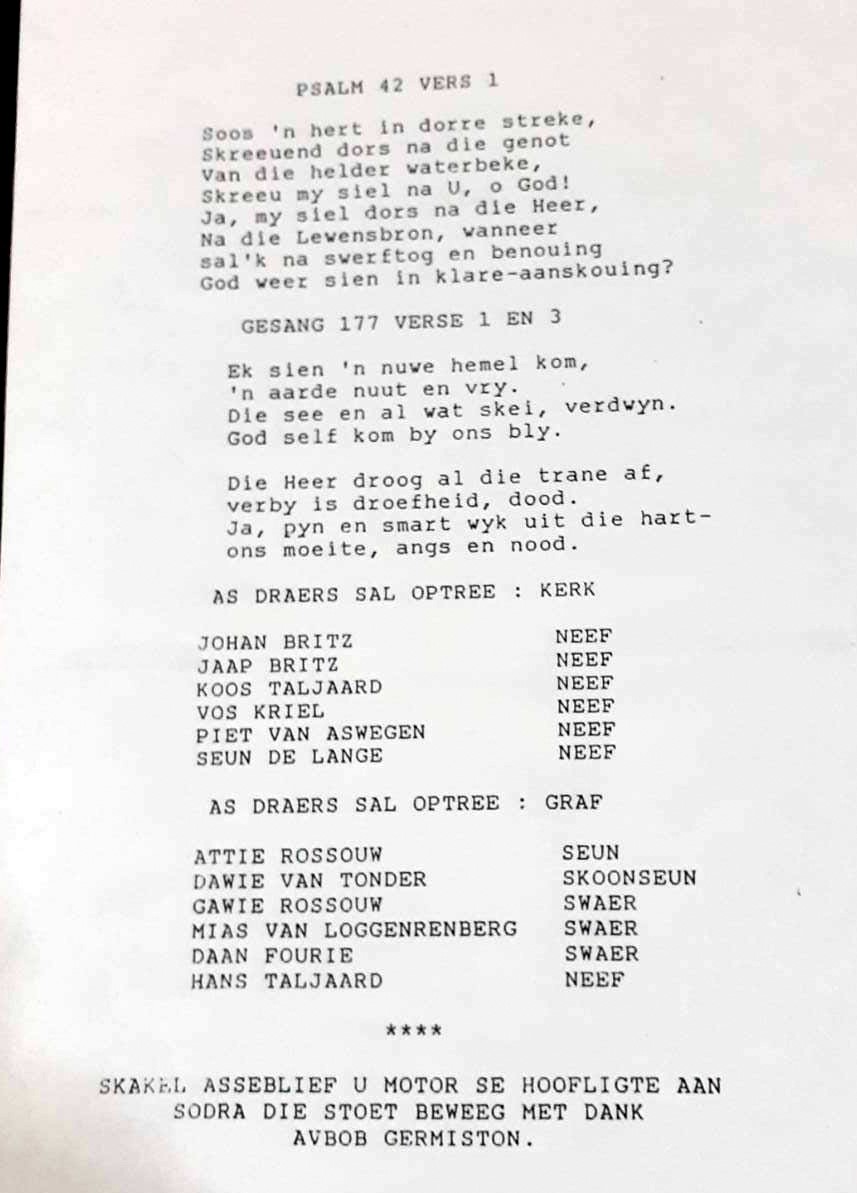 PSALM 42 VERS 1
Soos 'n hert in dorre streke,
Skreeuend dors na die genot
Van die helder waterbeke,
Skreeu my siel na U, o God!
Ja, my siel dors na die Heer,
Na die Lewensbron, wanneer
sal'k na swerftog en benouing
God weer sien in klare-aanskouing?
GESANG 177 VERSE 1 EN 3
Ek sien 'n nuwe hemel kom,
'n aarde nuut en vry.
Die see en al wat skei, verdwyn.
God self kom by ons bly.
Die Heer droog al die trane af,
verby is droefheid, dood.
Ja, pyn en smart wyk uit die hart-
ons moeite, angs en nood.
AS DRAERS SAL OPTREE : KERK
JOHAN BRITZ NEEF
JAAP BRITZ NEEF
KOOS TALJAARD NEEF
VOS KRIEL NEEF
PIET VAN ASWEGEN NEEF
SEUN DE LANGE NEEF
AS DRAERS SAL OPTREE : GRAF
ATTIE ROSSOUW SEUN
DAWIE VAN TONDER SKOONSEUN
GAWIE ROSSOUW SWAER
MIAS VAN LOGGENRENBERG SWAER
DAAN FOURIE SWAER
HANS TALJAARD NEEF
****
SKAKEL ASSEBLIEF U MOTOR SE HOOFLIGTE AAN
SODRA DIE STOET BEWEEG MET DANK
AVBOB GERMISTON.